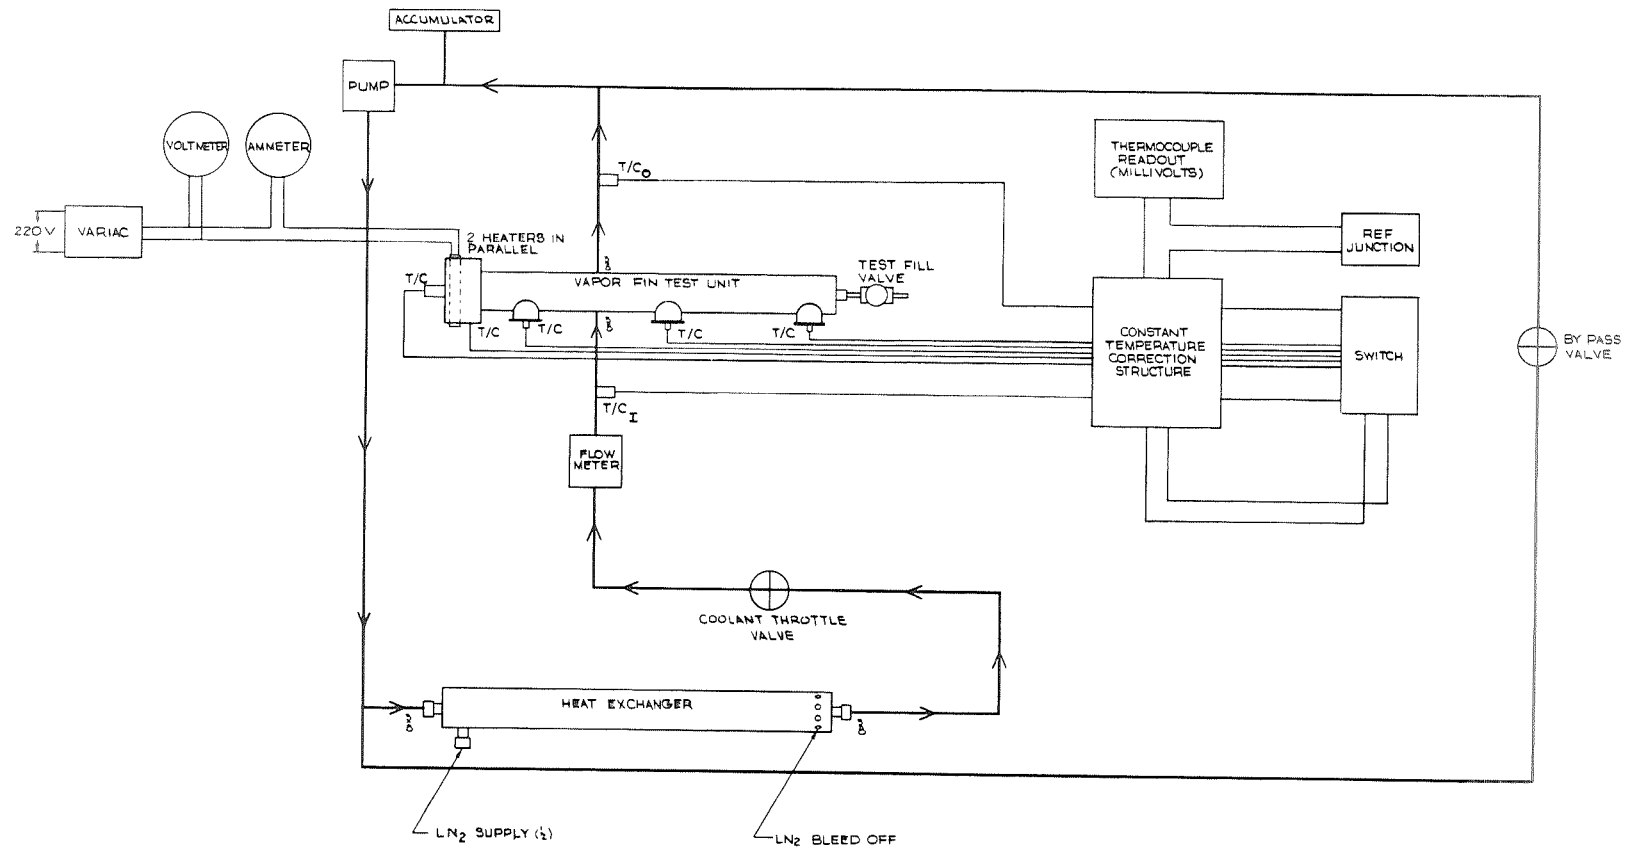 ACCUMULATOR
PUMP
VOLTMETER
AMMETER
THERMOCOUPLE
READOUT
(MILLIVOLTS)
T/CO
220 V
VARIAC
2 HEATERS IN
PARALLEL
REF
JUNCTION
T/C
VAPOR FIN TEST UNIT
TEST FILL
VALVE
T/C
T/C
T/C
T/C
CONSTANT
TEMPERATURE
CORRECTION
STRUCTURE
SWITCH
BY PASS
VALVE
T/CI
FLOW
METER
COOLANT THROTTLE
VALVE
HEAT EXCHANGER
LN2 SUPPLY (½)
LN2 BLEED OFF